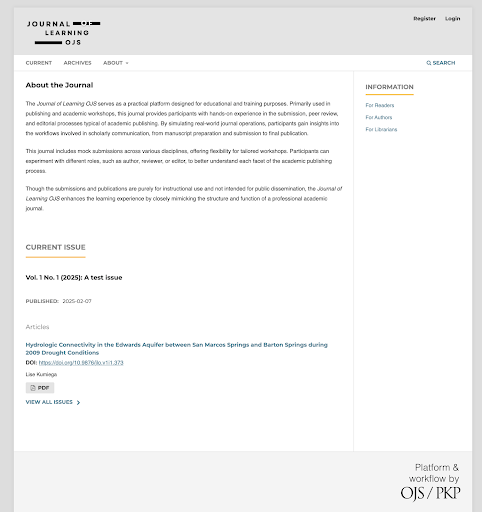 JOURNAL OF
LEARNING
OJS
Register Login
CURRENT ARCHIVES ABOUT SEARCH
About the Journal
The Journal of Learning OJS serves as a practical platform designed for educational and training purposes. Primarily used in
publishing and academic workshops, this journal provides participants with hands-on experience in the submission, peer review,
and editorial processes typical of academic publishing. By simulating real-world journal operations, participants gain insights into
the workflows involved in scholarly communication, from manuscript preparation and submission to final publication.
This journal includes mock submissions across various disciplines, offering flexibility for tailored workshops. Participants can
experiment with different roles, such as author, reviewer, or editor, to better understand each facet of the academic publishing
process.
Though the submissions and publications are purely for instructional use and not intended for public dissemination, the Journal of
Learning OJS enhances the learning experience by closely mimicking the structure and function of a professional academic
journal.
CURRENT ISSUE
Vol. 1 No. 1 (2025): A test issue
PUBLISHED: 2025-02-07
Articles
Hydrologic Connectivity in the Edwards Aquifer between San Marcos Springs and Barton Springs during
2009 Drought Conditions
DOI: https://doi.org/10.9876/jlo.v1i1.373
Lise Kumiega
PDF
VIEW ALL ISSUES
INFORMATION
For Readers
For Authors
For Librarians
Platform &
workflow by
OJS / PKP